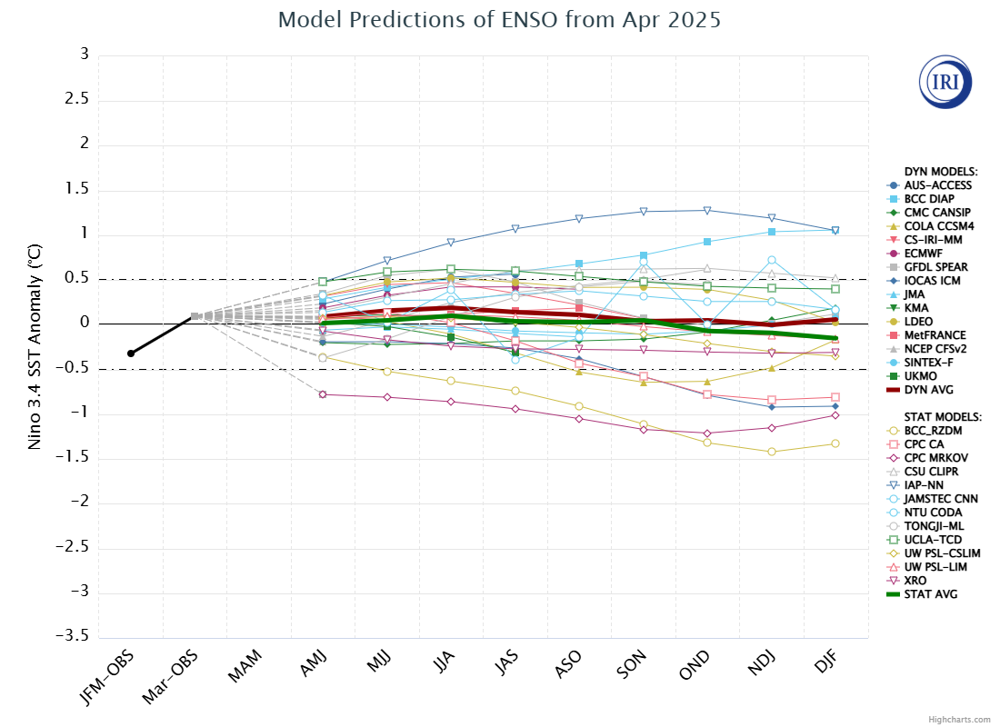 Model Predictions of ENSO from Apr 2025
IRI
Nino 3.4 SST Anomaly (°C)
3
2.5
2
1.5
1
0.5
0
−0.5
−1
−1.5
−2
−2.5
−3
−3.5
JFM-OBS
Mar-OBS
MAM
AMJ
MJJ
JJA
JAS
ASO
SON
OND
NDJ
DJF
DYN MODELS:
AUS-ACCESS
BCC DIAP
CMC CANSIP
COLA CCSM4
CS-IRI-MM
ECMWF
GFDL SPEAR
IOCAS ICM
JMA
KMA
LDEO
MetFRANCE
NCEP CFSv2
SINTEX-F
UKMO
DYN AVG
STAT MODELS:
BCC_RZDM
CPC CA
CPC MRKOV
CSU CLIPR
IAP-NN
JAMSTEC CNN
NTU CODA
TONGJI-ML
UCLA-TCD
UW PSL-CSLIM
UW PSL-LIM
XRO
STAT AVG
Highcharts.com